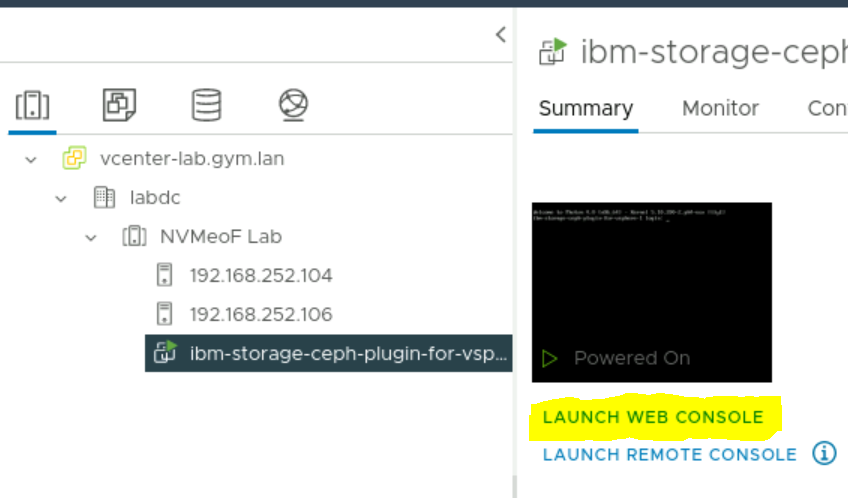 ibm-storage-ceph
Summary
Monitor
Con
vcenter-lab.gym.lan
labdc
NVMeoF Lab
192.168.252.104
192.168.252.106
ibm-storage-ceph-plugin-for-vsp...
Powered On
LAUNCH WEB CONSOLE
LAUNCH REMOTE CONSOLE